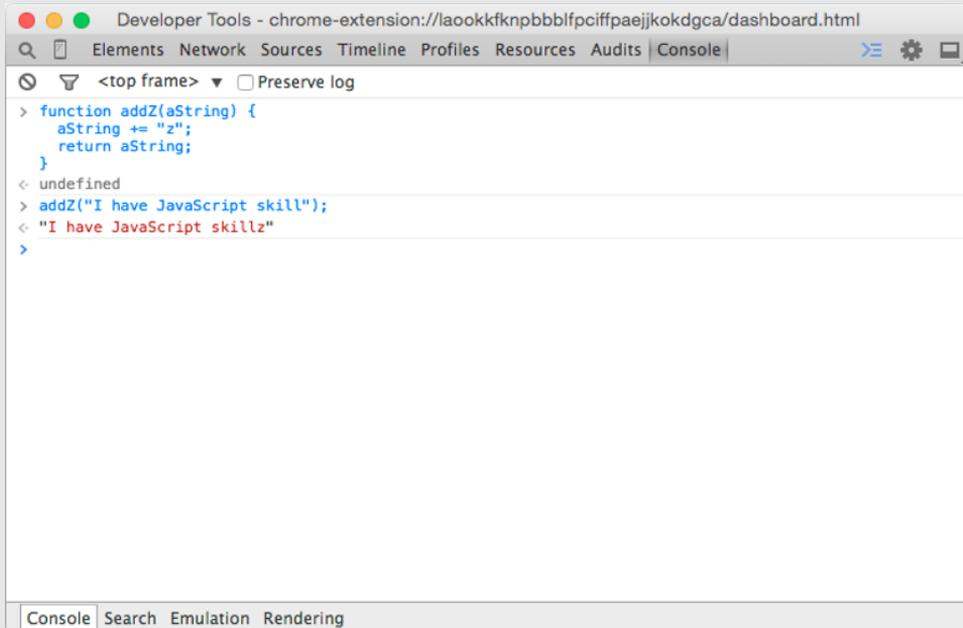 Developer Tools - chrome-extension://laookkfknpbbblfpciffpaejjkokdgca/dashboard.html
Elements Network Sources Timeline Profiles Resources Audits Console
<top frame> ▼ Preserve log
> function addZ(aString) {
    aString += "z";
    return aString;
  }
<· undefined
> addZ("I have JavaScript skill");
<· "I have JavaScript skillz"
>
Console Search Emulation Rendering